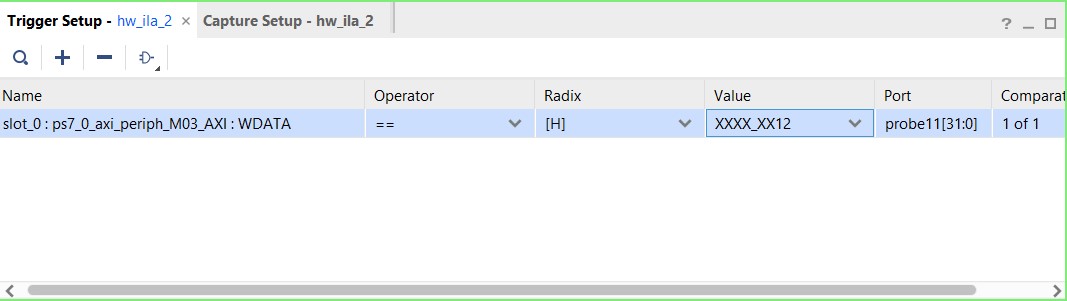 Trigger Setup - hw_ila_2 × Capture Setup - hw_ila_2 ?
Name Operator Radix Value Port Comparat
slot_0 : ps7_0_axi_periph_M03_AXI : WDATA == [H] XXXX_XX12 probe11[31:0] 1 of 1